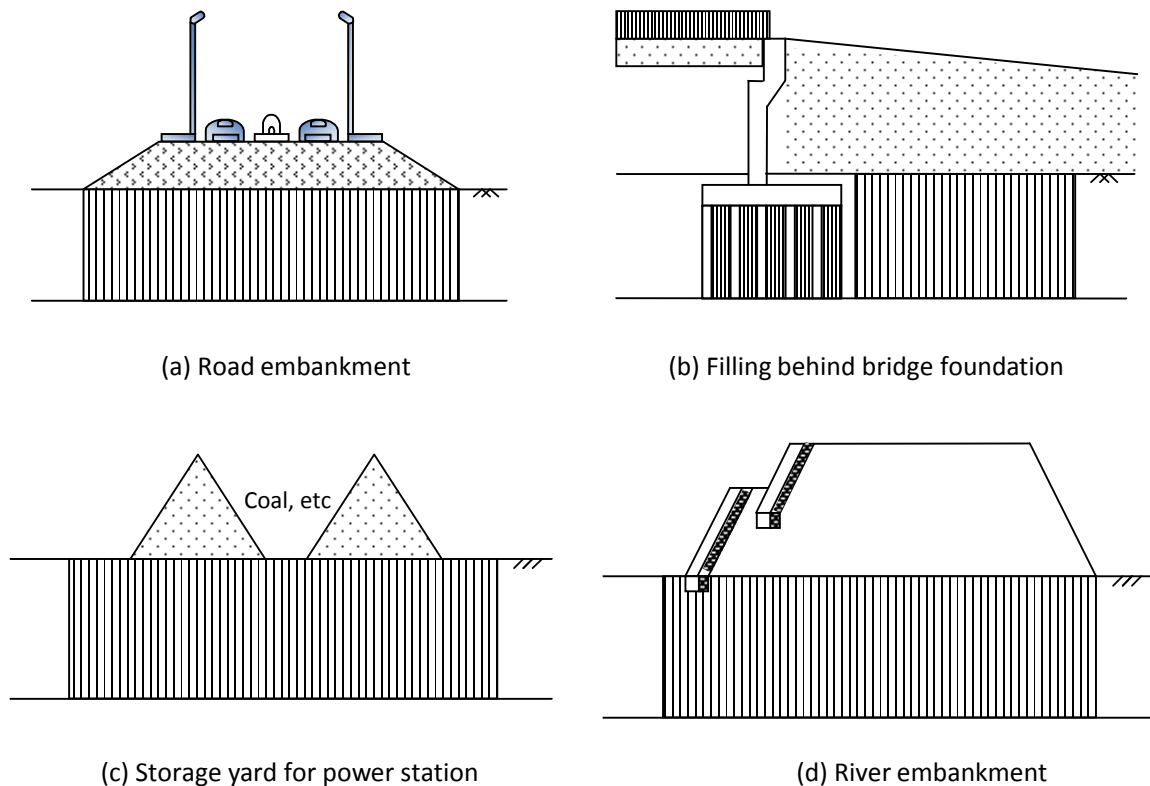 (a) Road embankment
(b) Filling behind bridge foundation
Coal, etc
(c) Storage yard for power station
(d) River embankment